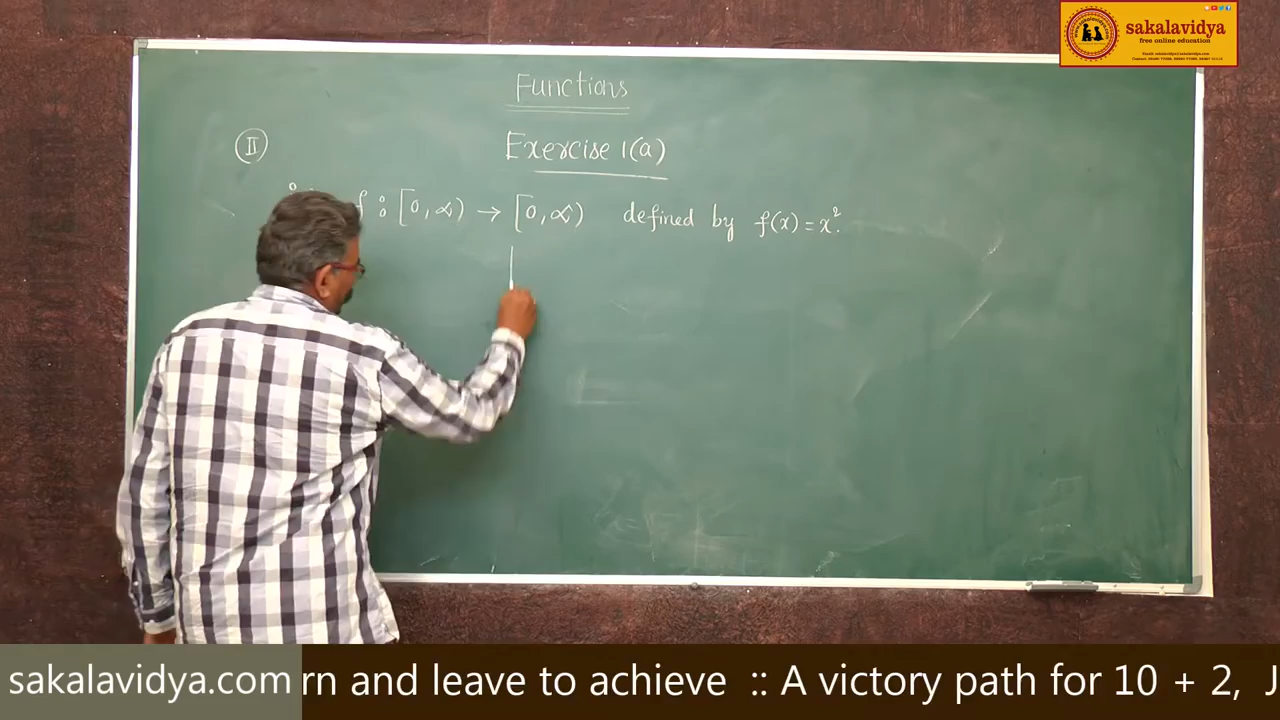 sakalavidya
free online education
Functions
II
Exercise 1(a)
f : [0, ∞) → [0, ∞) defined by f(x) = x².
sakalavidya.com rn and leave to achieve :: A victory path for 10 + 2, J